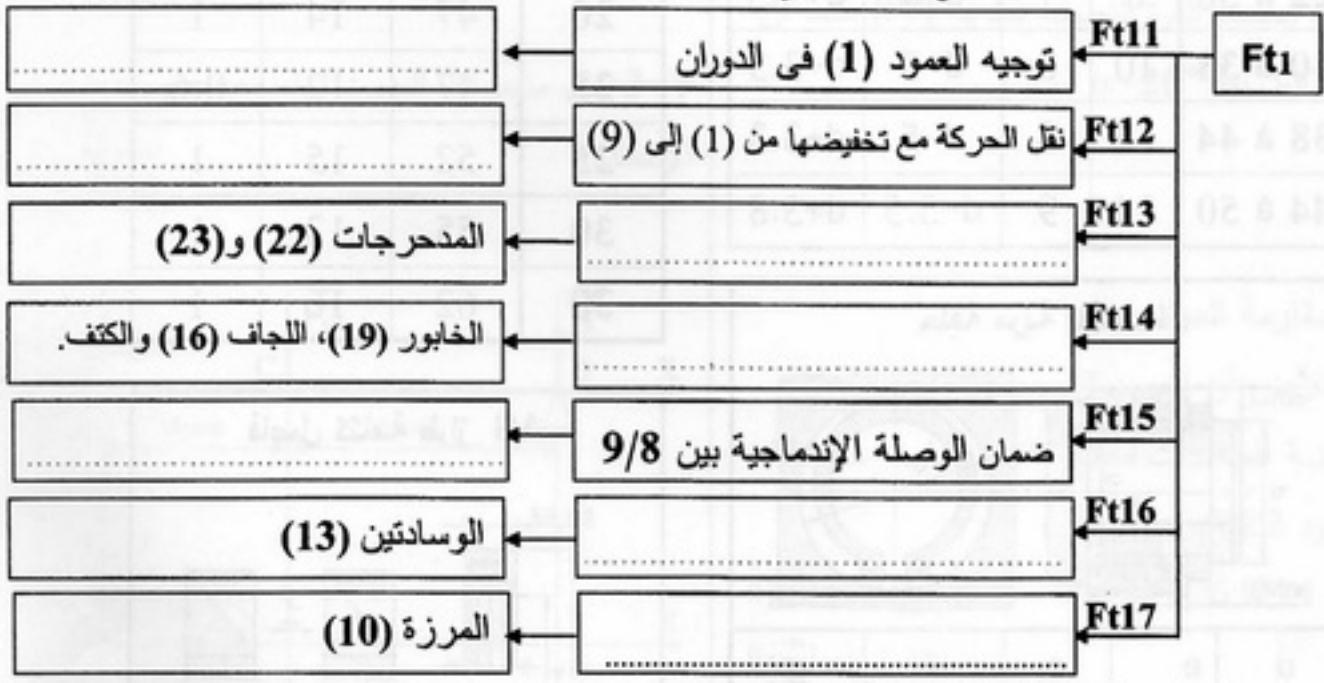 Ft1
Ft11
توجيه العمود (1) فى الدوران
Ft12
نقل الحركة مع تخفيضها من (1) إلى (9)
Ft13
المدحرجات (22) و(23)
Ft14
الخابور (19)، اللجاف (16) والكتف.
Ft15
ضمان الوصلة الإندماجية بين 9/8
Ft16
الوسادتين (13)
Ft17
المرزة (10)